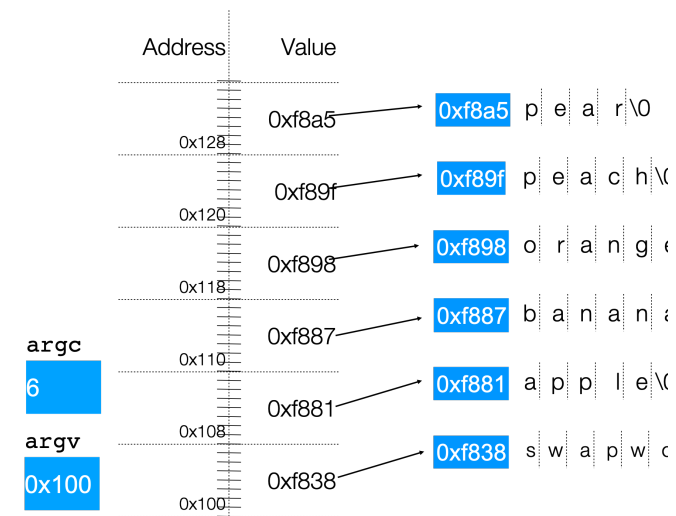 Address Value
0xf8a5 0xf8a5 p e a r \0
0x128
0xf89f 0xf89f p e a c h \0
0x120
0xf898 0xf898 o r a n g e
0x118
0xf887 0xf887 b a n a n a
0x110
argc
6
0xf881 0xf881 a p p l e \0
0x108
argv
0x100
0xf838 0xf838 s w a p w
0x100